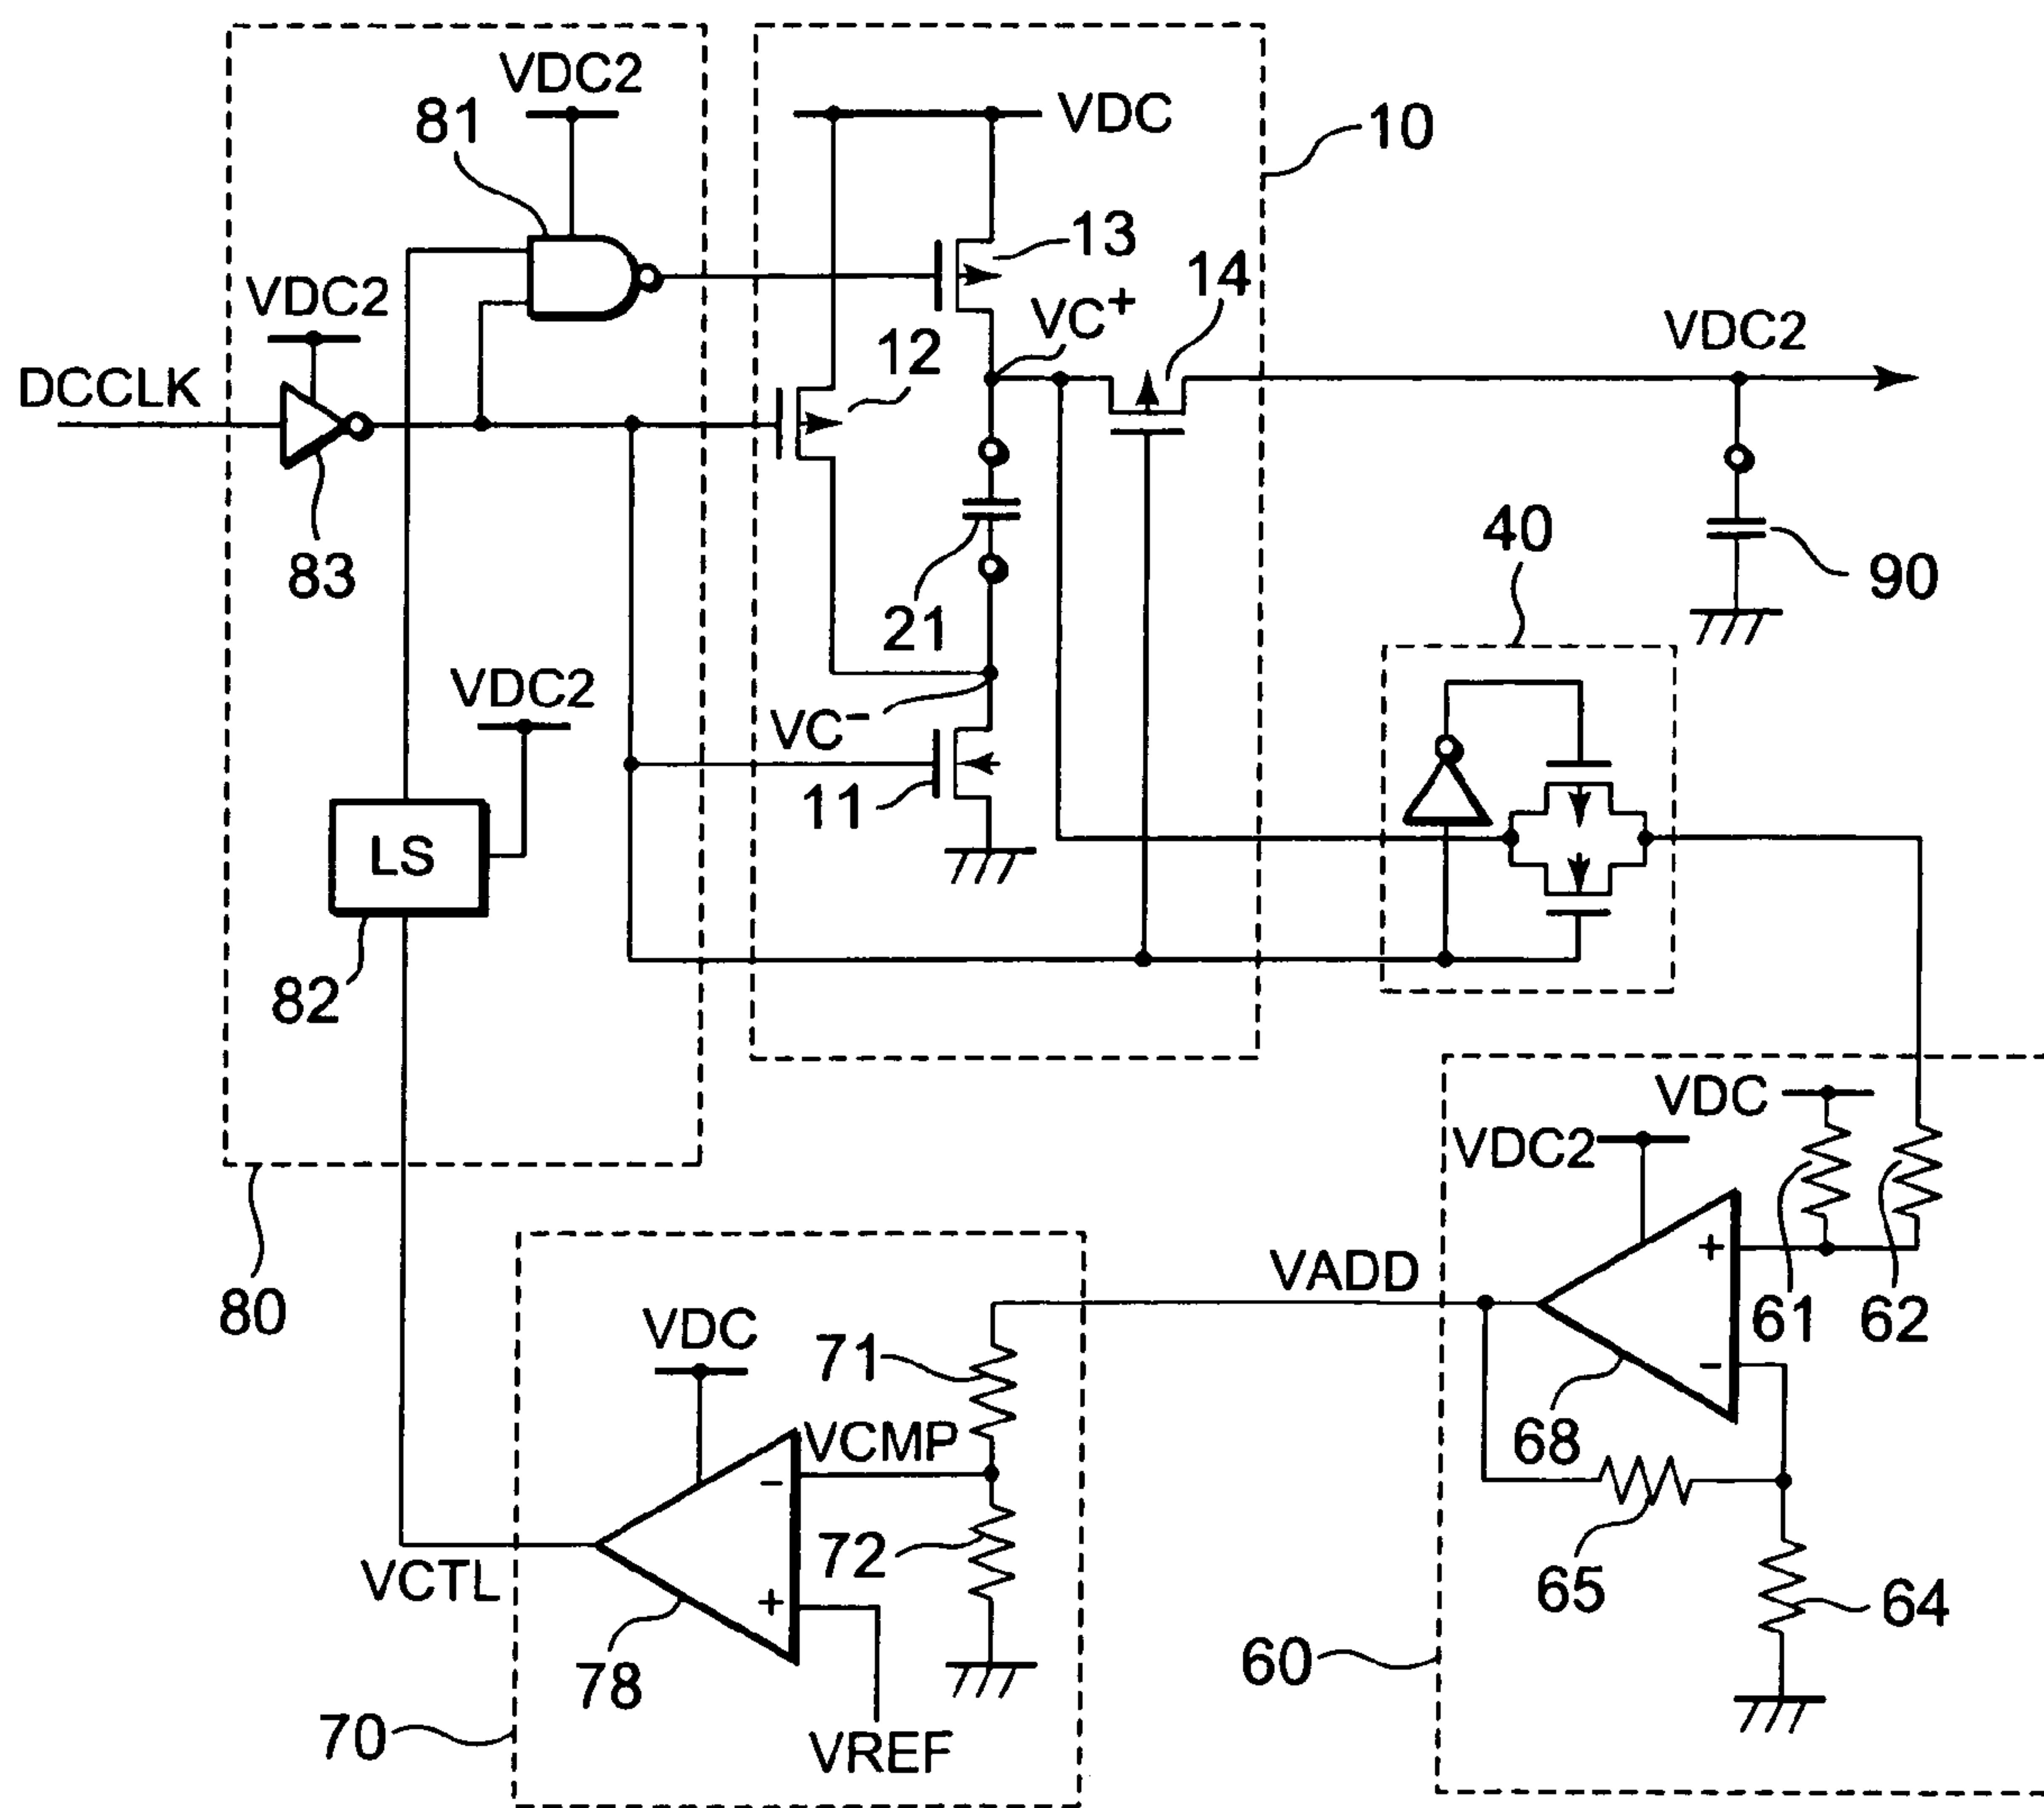 VDC2
81
VDC
10
13
14
VDC2
VC+
VDC2
12
DCCLK
40
83
90
21
VDC2
VC−
11
LS
82
VDC
VDC2
+
VADD
61
62
80
VDC
71
−
68
VCMP
−
72
65
VCTL
+
64
60
78
70
VREF